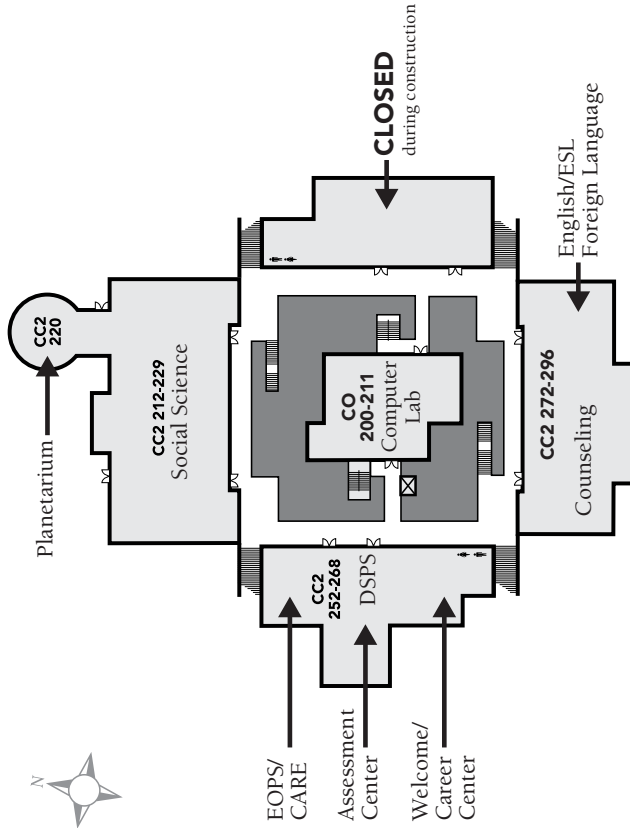 N
Planetarium
CC2
220
CC2 212-229
Social Science
CLOSED
during construction
CO
200-211
Computer
Lab
CC2
252-268
DSPS
EOPS/
CARE
Assessment
Center
Welcome/
Career
Center
CC2 272-296
Counseling
English/ESL
Foreign Language